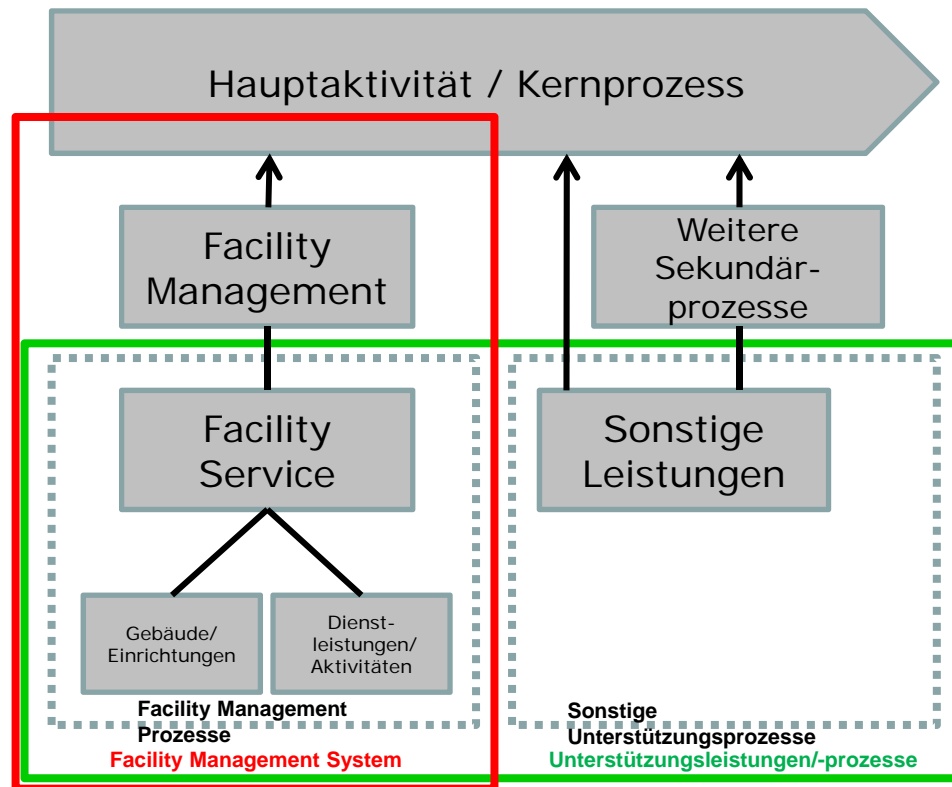 Hauptaktivität / Kernprozess
Facility
Management
Weitere
Sekundär-
prozesse
Facility
Service
Sonstige
Leistungen
Gebäude/
Einrichtungen
Dienst-
leistungen/
Aktivitäten
Facility Management
Prozesse
Facility Management System
Sonstige
Unterstützungsprozesse
Unterstützungsleistungen/-prozesse